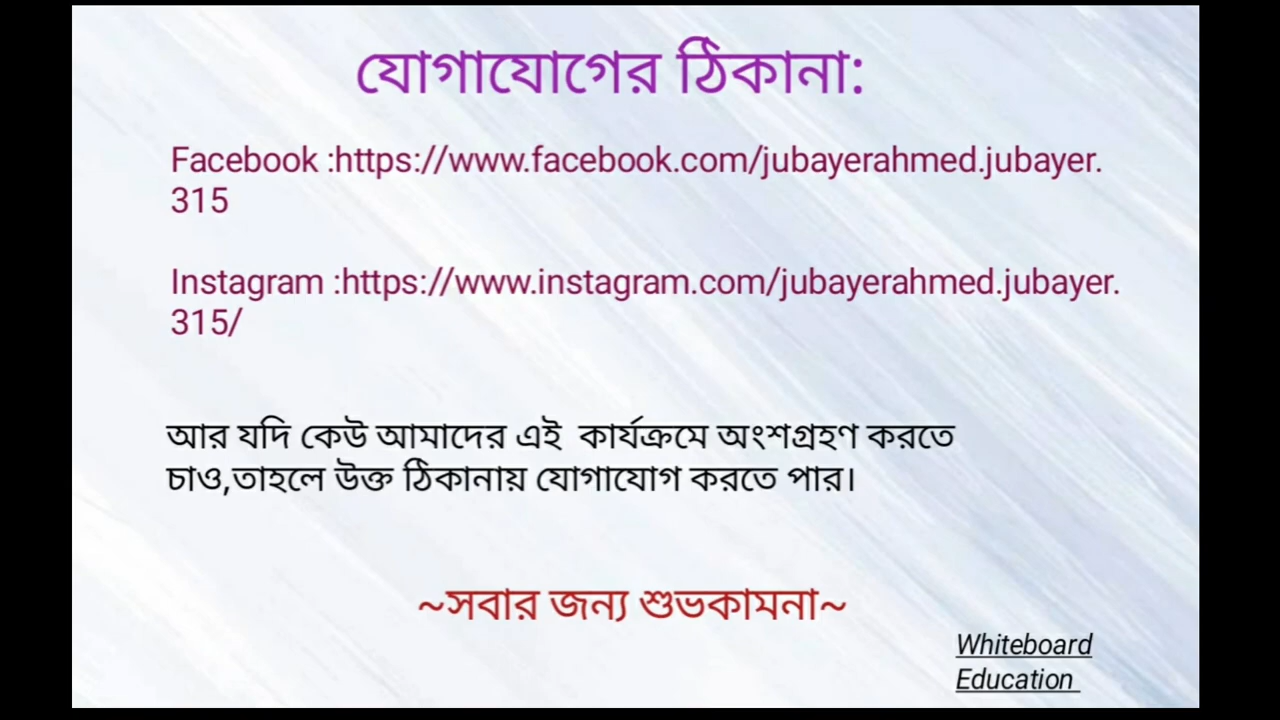 যোগাযোগের ঠিকানা:
Facebook :https://www.facebook.com/jubayerahmed.jubayer.
315
Instagram :https://www.instagram.com/jubayerahmed.jubayer.
315/
আর যদি কেউ আমাদের এই কার্যক্রমে অংশগ্রহণ করতে
চাও,তাহলে উক্ত ঠিকানায় যোগাযোগ করতে পার।
~সবার জন্য শুভকামনা~
Whiteboard
Education